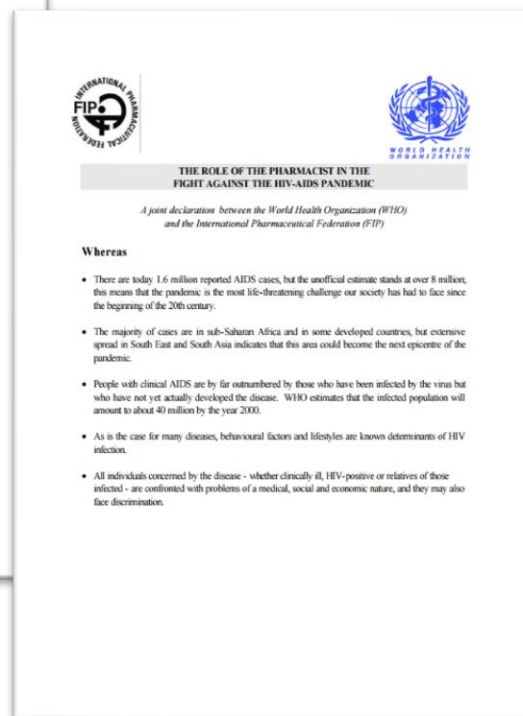 INTERNATIONAL PHARMACEUTICAL FEDERATION
FIP
WORLD HEALTH
ORGANIZATION
THE ROLE OF THE PHARMACIST IN THE
FIGHT AGAINST THE HIV-AIDS PANDEMIC
A joint declaration between the World Health Organization (WHO)
and the International Pharmaceutical Federation (FIP)
Whereas
• There are today 1.6 million reported AIDS cases, but the unofficial estimate stands at over 8 million;
this means that the pandemic is the most life-threatening challenge our society has had to face since
the beginning of the 20th century.
• The majority of cases are in sub-Saharan Africa and in some developed countries, but extensive
spread in South East and South Asia indicates that this area could become the next epicentre of the
pandemic.
• People with clinical AIDS are by far outnumbered by those who have been infected by the virus but
who have not yet actually developed the disease. WHO estimates that the infected population will
amount to about 40 million by the year 2000.
• As is the case for many diseases, behavioural factors and lifestyles are known determinants of HIV
infection.
• All individuals concerned by the disease - whether clinically ill, HIV-positive or relatives of those
infected - are confronted with problems of a medical, social and economic nature, and they may also
face discrimination.